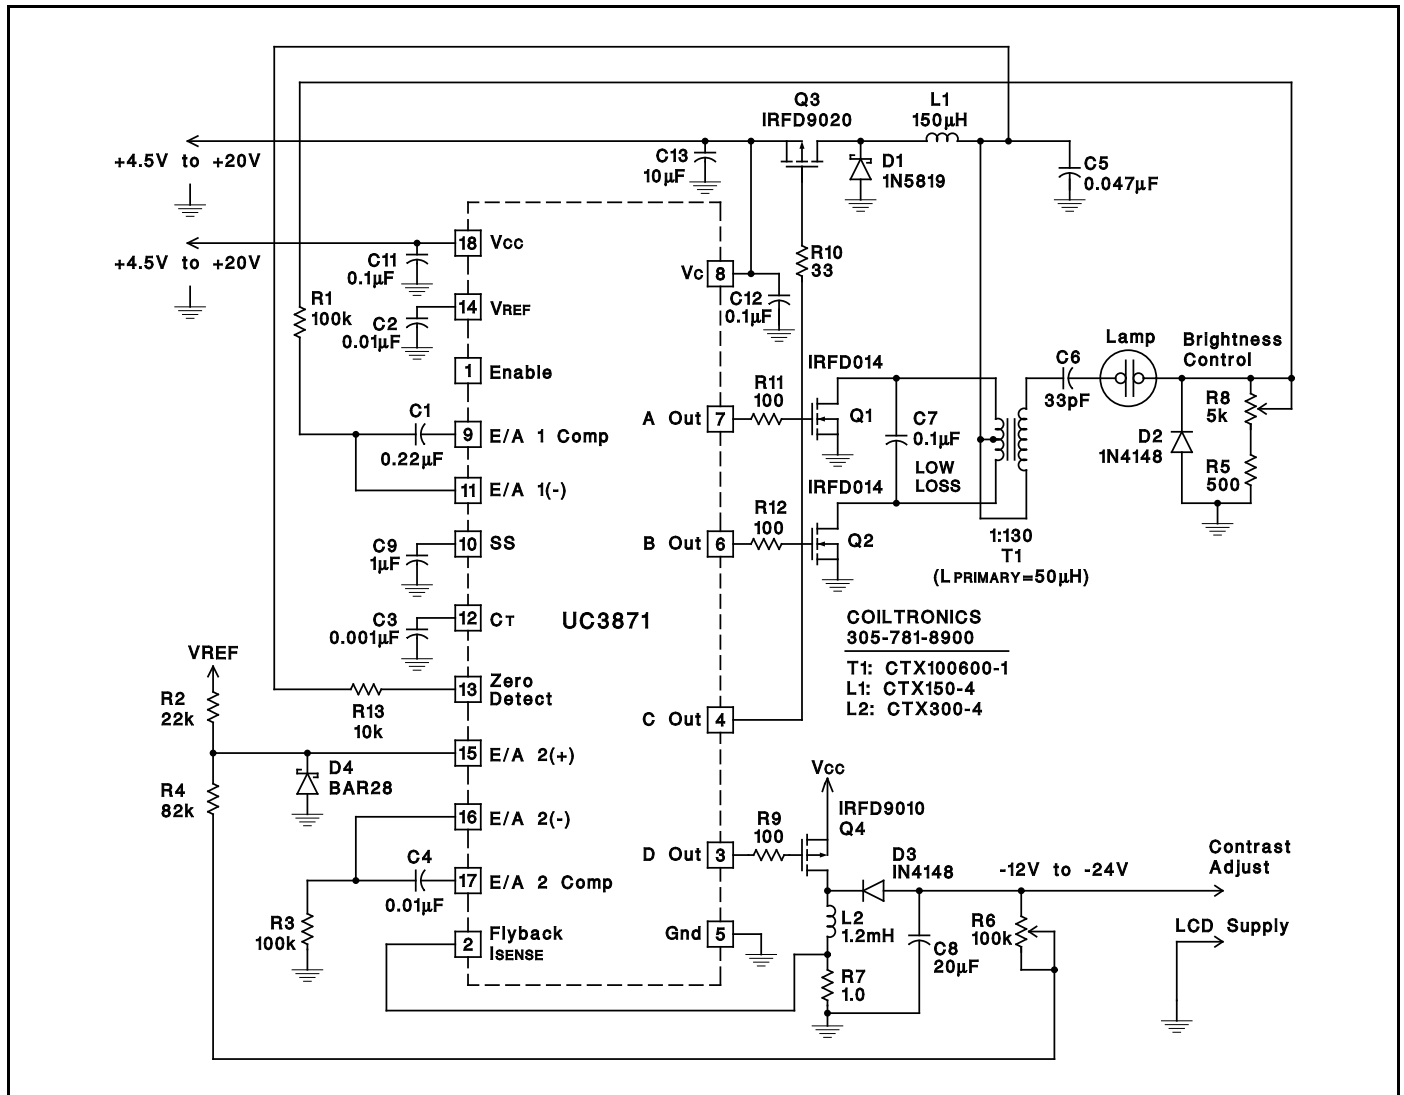 Q3
IRFD9020
L1
150µH
+4.5V to +20V
C13
10µF
D1
1N5819
C5
0.047µF
+4.5V to +20V
C11
0.1µF
18 Vcc
Vc 8
R10
33
C12
0.1µF
R1
100k
C2
0.01µF
14 VREF
1 Enable
IRFD014
Lamp
Brightness
Control
C6
33pF
R11
100
C1
0.22µF
9 E/A 1 Comp
A Out 7
Q1
C7
0.1µF
LOW
LOSS
R8
5k
D2
1N4148
R5
500
11 E/A 1(-)
IRFD014
R12
100
C9
1µF
10 SS
B Out 6
Q2
1:130
T1
(LPRIMARY=50µH)
C3
0.001µF
12 CT
UC3871
COILTRONICS
305-781-8900
T1: CTX100600-1
L1: CTX150-4
L2: CTX300-4
VREF
R2
22k
R13
10k
13 Zero
Detect
C Out 4
15 E/A 2(+)
D4
BAR28
R4
82k
Vcc
IRFD9010
Q4
16 E/A 2(-)
R9
100
D Out 3
C4
0.01µF
17 E/A 2 Comp
D3
IN4148
-12V to -24V
Contrast
Adjust
R3
100k
2 Flyback
ISENSE
Gnd 5
L2
1.2mH
C8
20µF
R6
100k
LCD Supply
R7
1.0